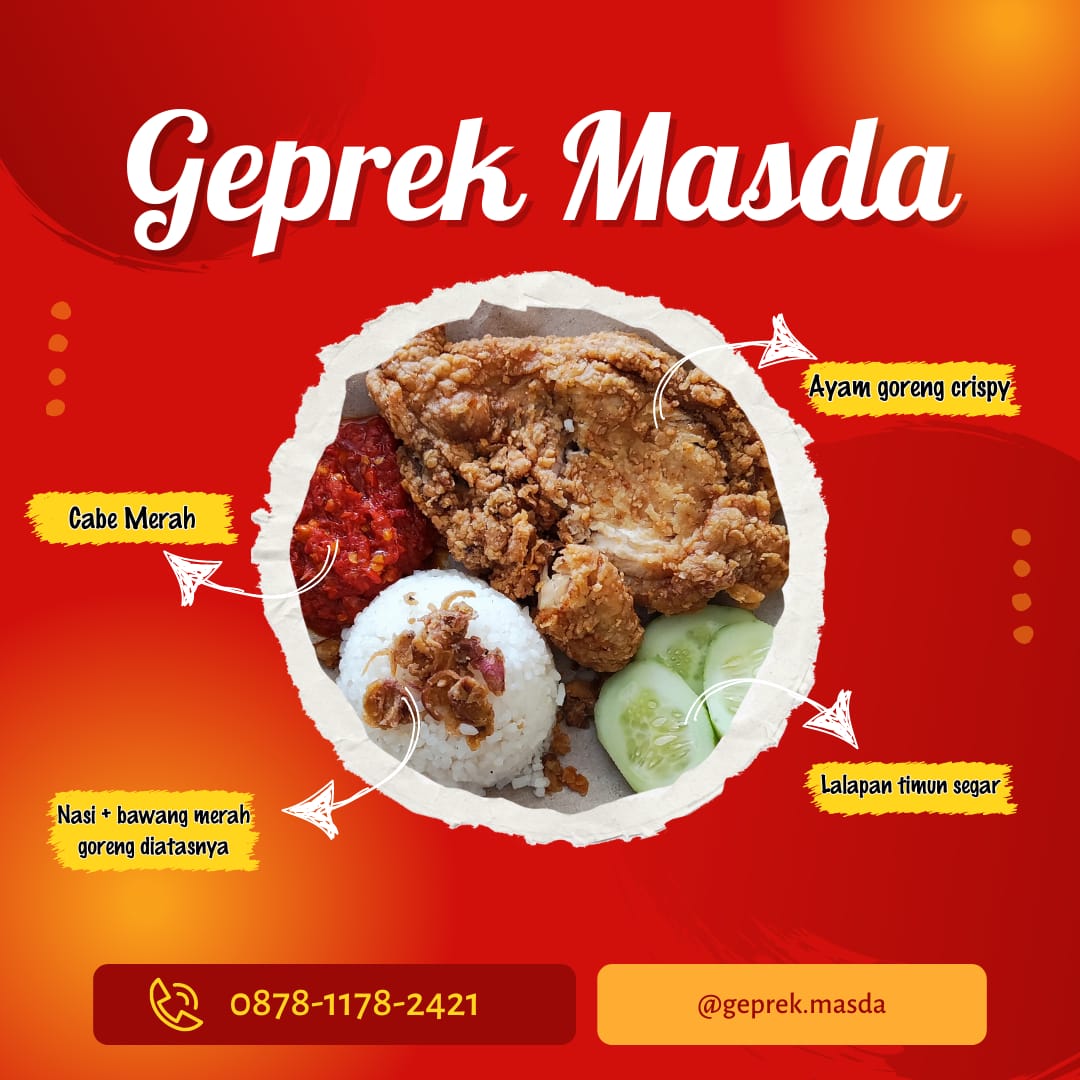 Geprek Masda
Ayam goreng crispy
Cabe Merah
Lalapan timun segar
Nasi + bawang merah
goreng diatasnya
0878-1178-2421
@geprek.masda